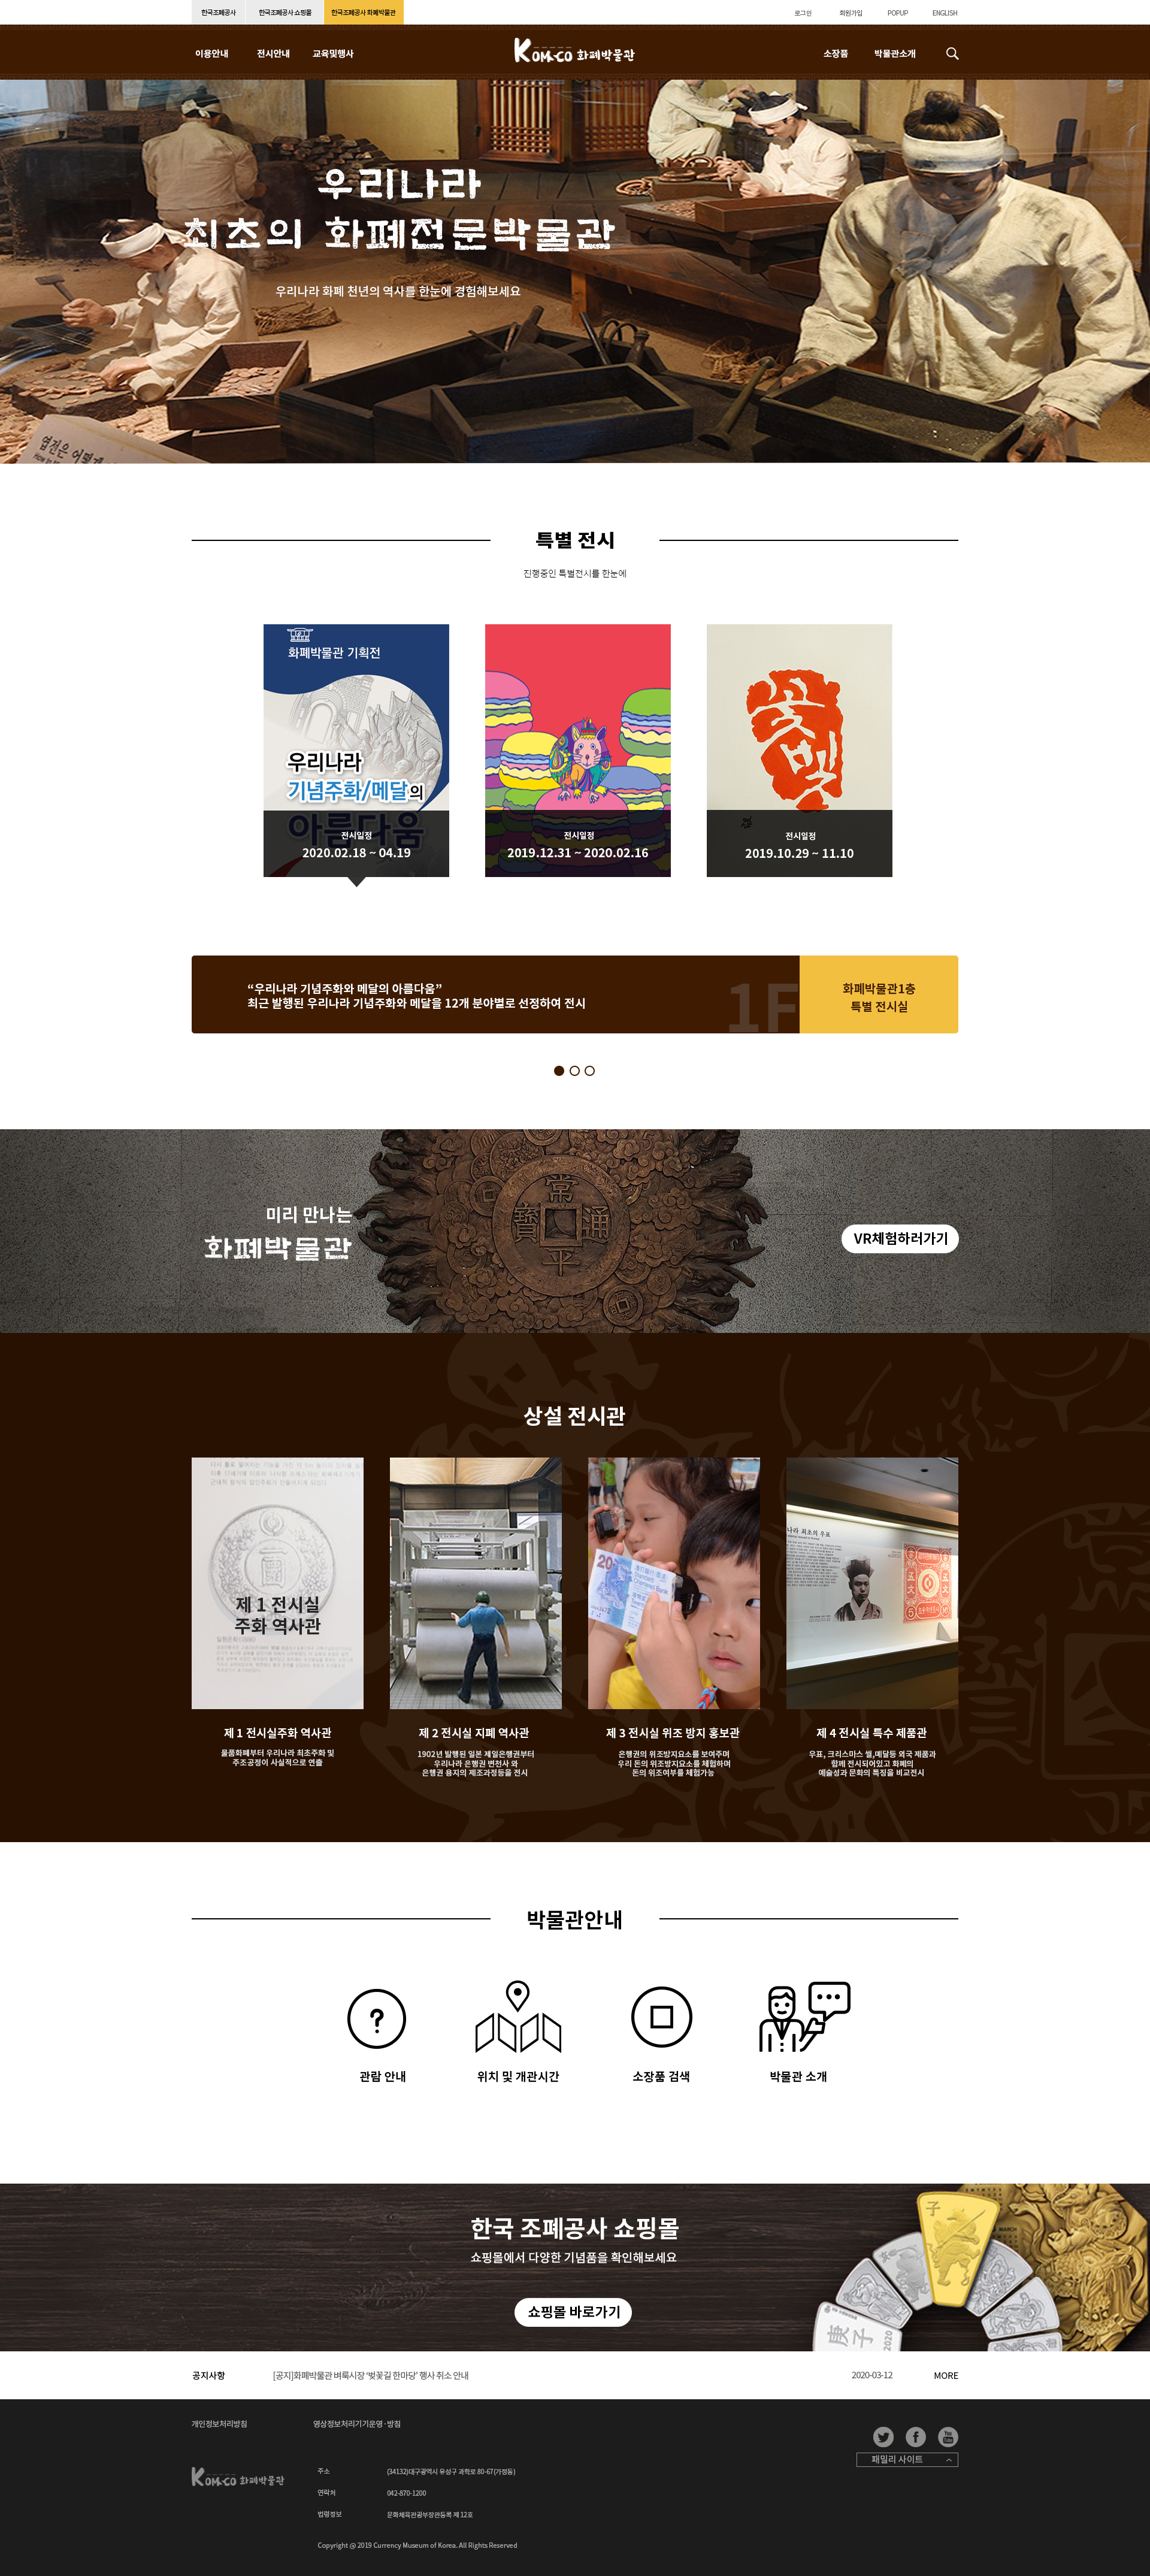 한국조폐공사 한국조폐공사 쇼핑몰 한국조폐공사 화폐박물관 로그인 회원가입 POPUP ENGLISH
이용안내 전시안내 교육및행사 KOMSCO 화폐박물관 소장품 박물관소개
우리나라
최초의 화폐전문박물관
우리나라 화폐 천년의 역사를 한눈에 경험해보세요
엽전은 어떻게
특별 전시
진행중인 특별전시를 한눈에
화폐박물관 기획전
우리나라
기념주화/메달의
아름다움
전시일정
2020.02.18 ~ 04.19
전시일정
2019.12.31 ~ 2020.02.16
전시일정
2019.10.29 ~ 11.10
“우리나라 기념주화와 메달의 아름다움”
최근 발행된 우리나라 기념주화와 메달을 12개 분야별로 선정하여 전시
1F
화폐박물관1층
특별 전시실
미리 만나는
화폐박물관
常平通寶
VR체험하러가기
상설 전시관
제 1 전시실
주화 역사관
나라 최초의 우표
제 1 전시실주화 역사관
물품화폐부터 우리나라 최초주화 및
주조공정이 사실적으로 연출
제 2 전시실 지폐 역사관
1902년 발행된 일본 제일은행권부터
우리나라 은행권 변천사 와
은행권 용지의 제조과정등을 전시
제 3 전시실 위조 방지 홍보관
은행권의 위조방지요소를 보여주며
우리 돈의 위조방지요소를 체험하며
돈의 위조여부를 체험가능
제 4 전시실 특수 제품관
우표, 크리스마스 씰,메달등 외국 제품과
함께 전시되어있고 화폐의
예술성과 문화의 특징을 비교전시
박물관안내
관람 안내
위치 및 개관시간
소장품 검색
박물관 소개
한국 조폐공사 쇼핑몰
쇼핑몰에서 다양한 기념품을 확인해보세요
쇼핑몰 바로가기
子
庚子
2020
공지사항 [공지]화폐박물관 벼룩시장 ‘벚꽃길 한마당’ 행사 취소 안내 2020-03-12 MORE
개인정보처리방침 영상정보처리기기운영·방침
패밀리 사이트
KOMSCO 화폐박물관
주소 (34132)대구광역시 유성구 과학로 80-67(가정동)
연락처 042-870-1200
법령정보 문화체육관광부장관등록 제 12호
Copyright @ 2019 Currency Museum of Korea. All Rights Reserved